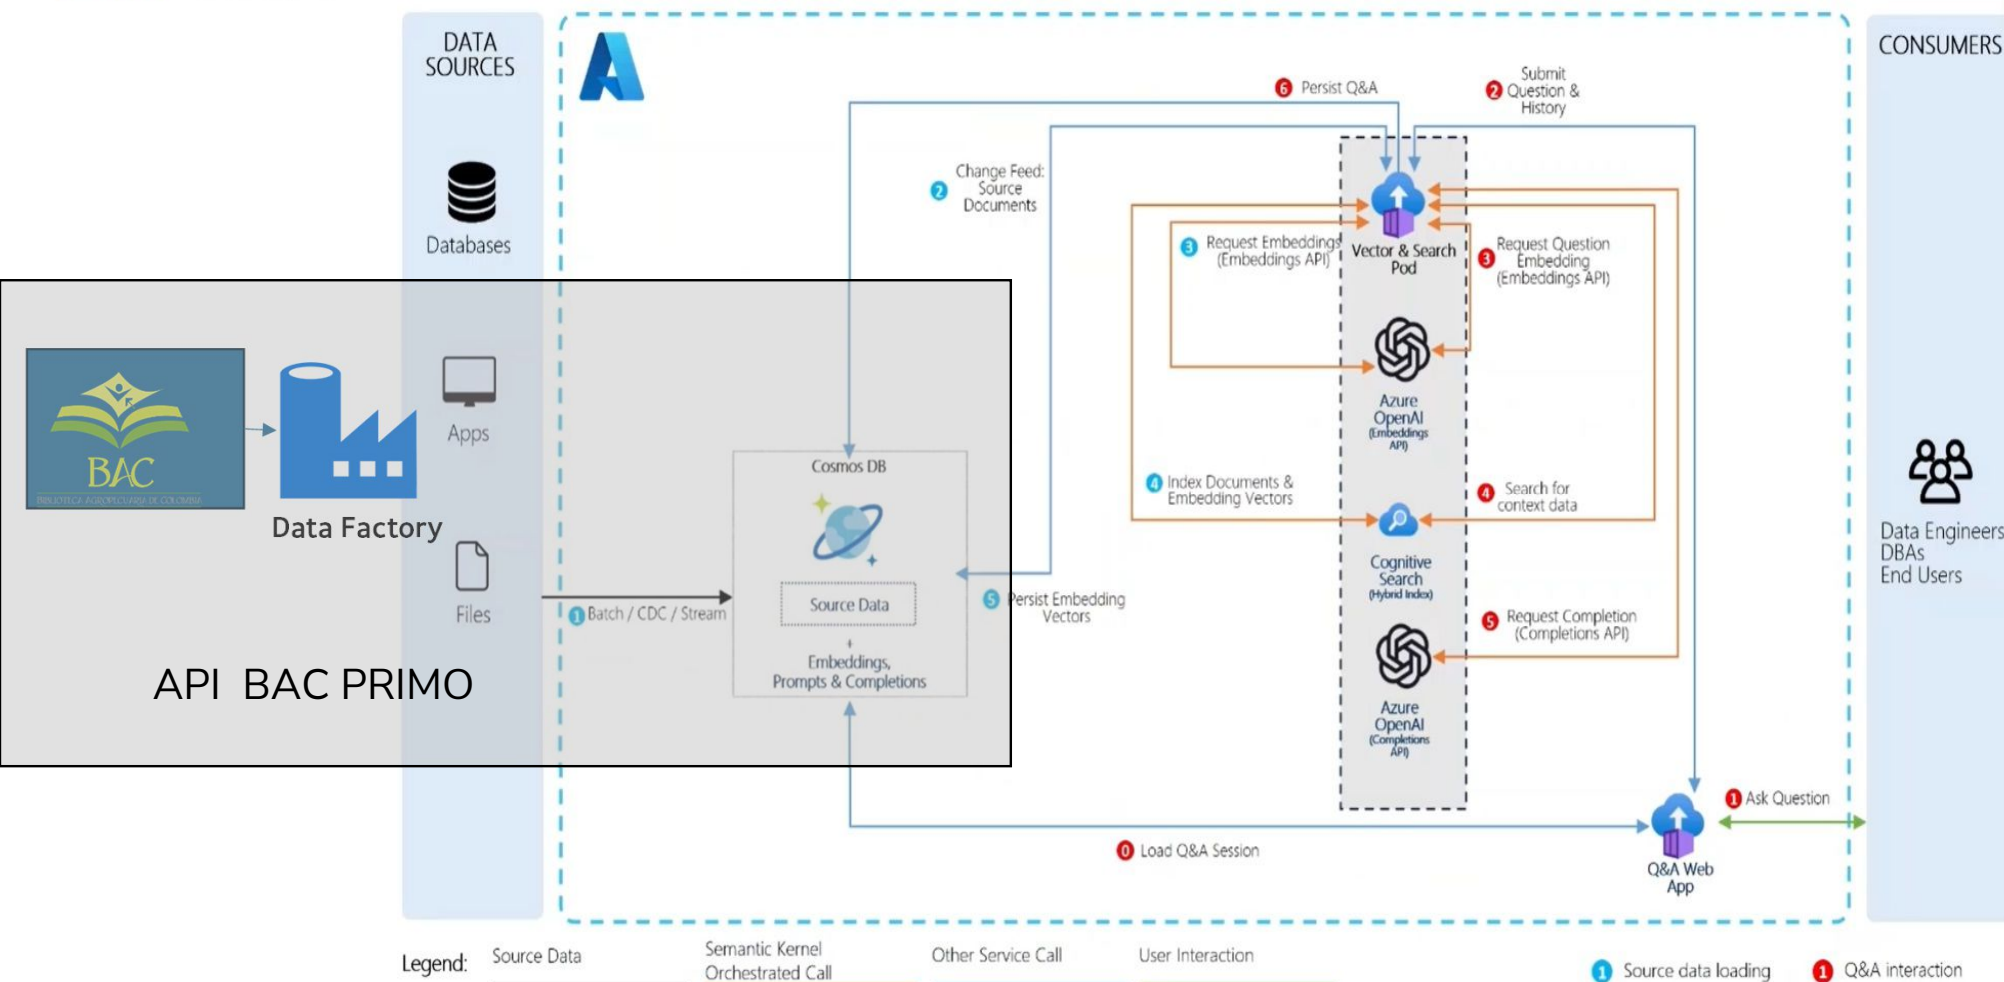 DATA
SOURCES
Databases
Apps
Files
BAC
BIBLIOTECA AGROPECUARIA DE COLOMBIA
Data Factory
API BAC PRIMO
1 Batch / CDC / Stream
Cosmos DB
Source Data
+
Embeddings,
Prompts & Completions
2 Change Feed:
Source
Documents
5 Persist Embedding
Vectors
6 Persist Q&A
2 Submit
Question &
History
3 Request Embeddings
(Embeddings API)
Vector & Search
Pod
3 Request Question
Embedding
(Embeddings API)
Azure
OpenAI
(Embeddings
API)
4 Index Documents &
Embedding Vectors
4 Search for
context data
Cognitive
Search
(Hybrid Index)
5 Request Completion
(Completions API)
Azure
OpenAI
(Completions
API)
0 Load Q&A Session
Q&A Web
App
1 Ask Question
CONSUMERS
Data Engineers
DBAs
End Users
Legend:
Source Data
Semantic Kernel
Orchestrated Call
Other Service Call
User Interaction
1 Source data loading
1 Q&A interaction